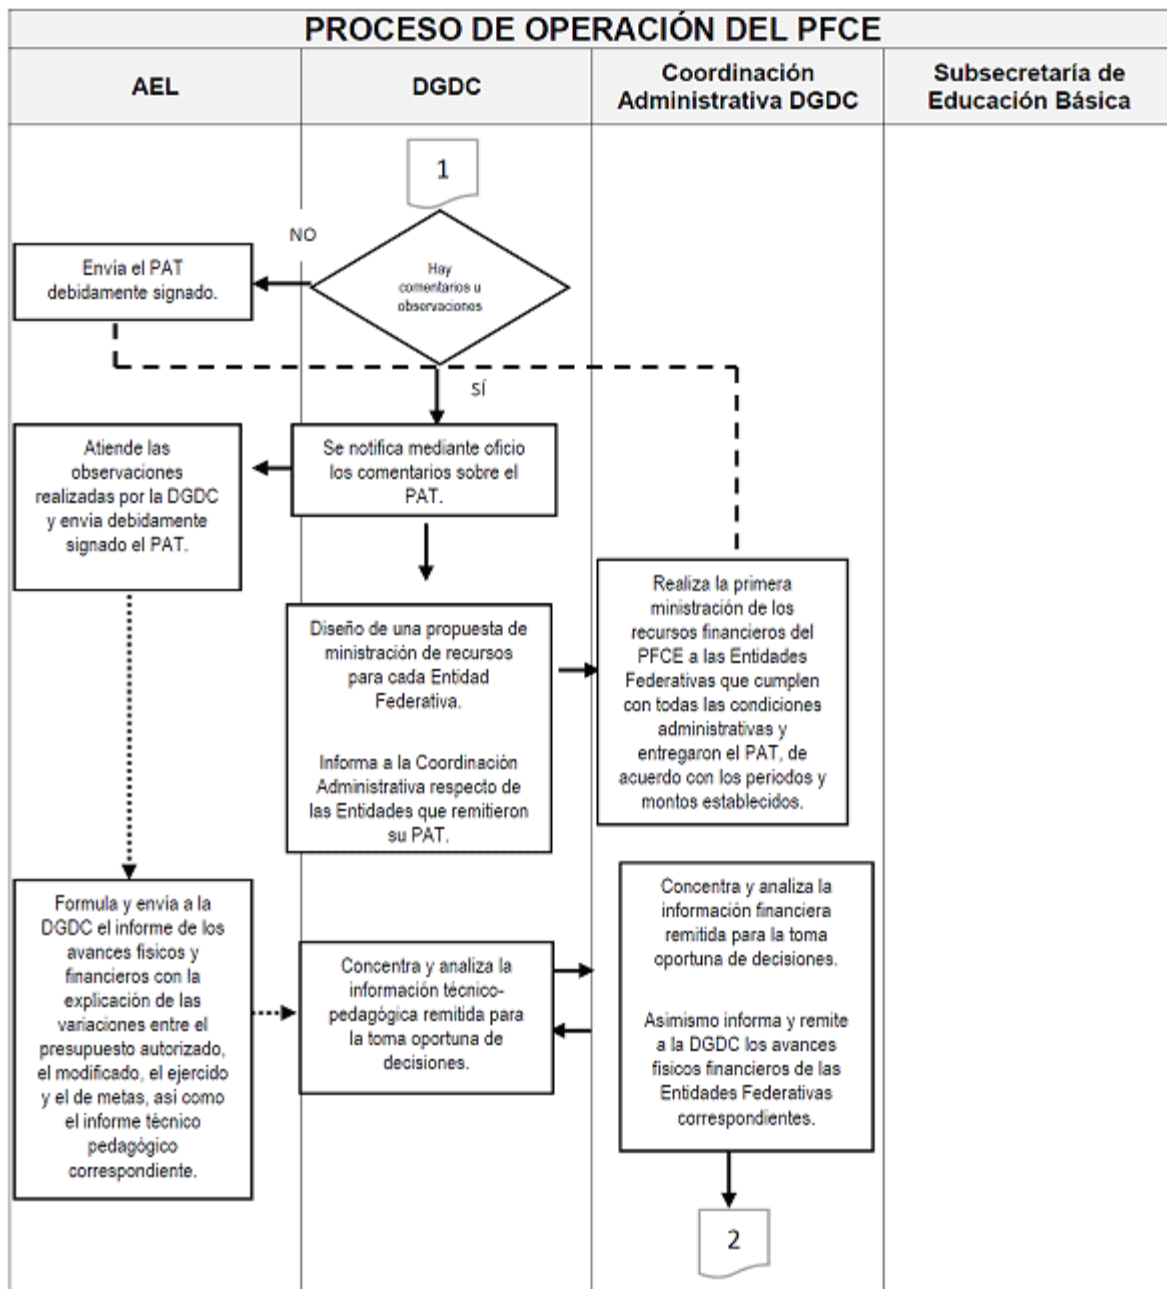 PROCESO DE OPERACIÓN DEL PFCE
AEL
DGDC
Coordinación
Administrativa DGDC
Subsecretaría de
Educación Básica
1
NO
Hay
comentarios u
observaciones
Envía el PAT
debidamente signado.
SÍ
Atiende las
observaciones
realizadas por la DGDC
y envía debidamente
signado el PAT.
Se notifica mediante oficio
los comentarios sobre el
PAT.
Diseño de una propuesta de
ministración de recursos
para cada Entidad
Federativa.
Informa a la Coordinación
Administrativa respecto de
las Entidades que remitieron
su PAT.
Realiza la primera
ministración de los
recursos financieros del
PFCE a las Entidades
Federativas que cumplen
con todas las condiciones
administrativas y
entregaron el PAT, de
acuerdo con los periodos y
montos establecidos.
Formula y envía a la
DGDC el informe de los
avances físicos y
financieros con la
explicación de las
variaciones entre el
presupuesto autorizado,
el modificado, el ejercido
y el de metas, así como
el informe técnico
pedagógico
correspondiente.
Concentra y analiza la
información técnico-
pedagógica remitida para
la toma oportuna de
decisiones.
Concentra y analiza la
información financiera
remitida para la toma
oportuna de decisiones.
Asimismo informa y remite
a la DGDC los avances
físicos financieros de las
Entidades Federativas
correspondientes.
2